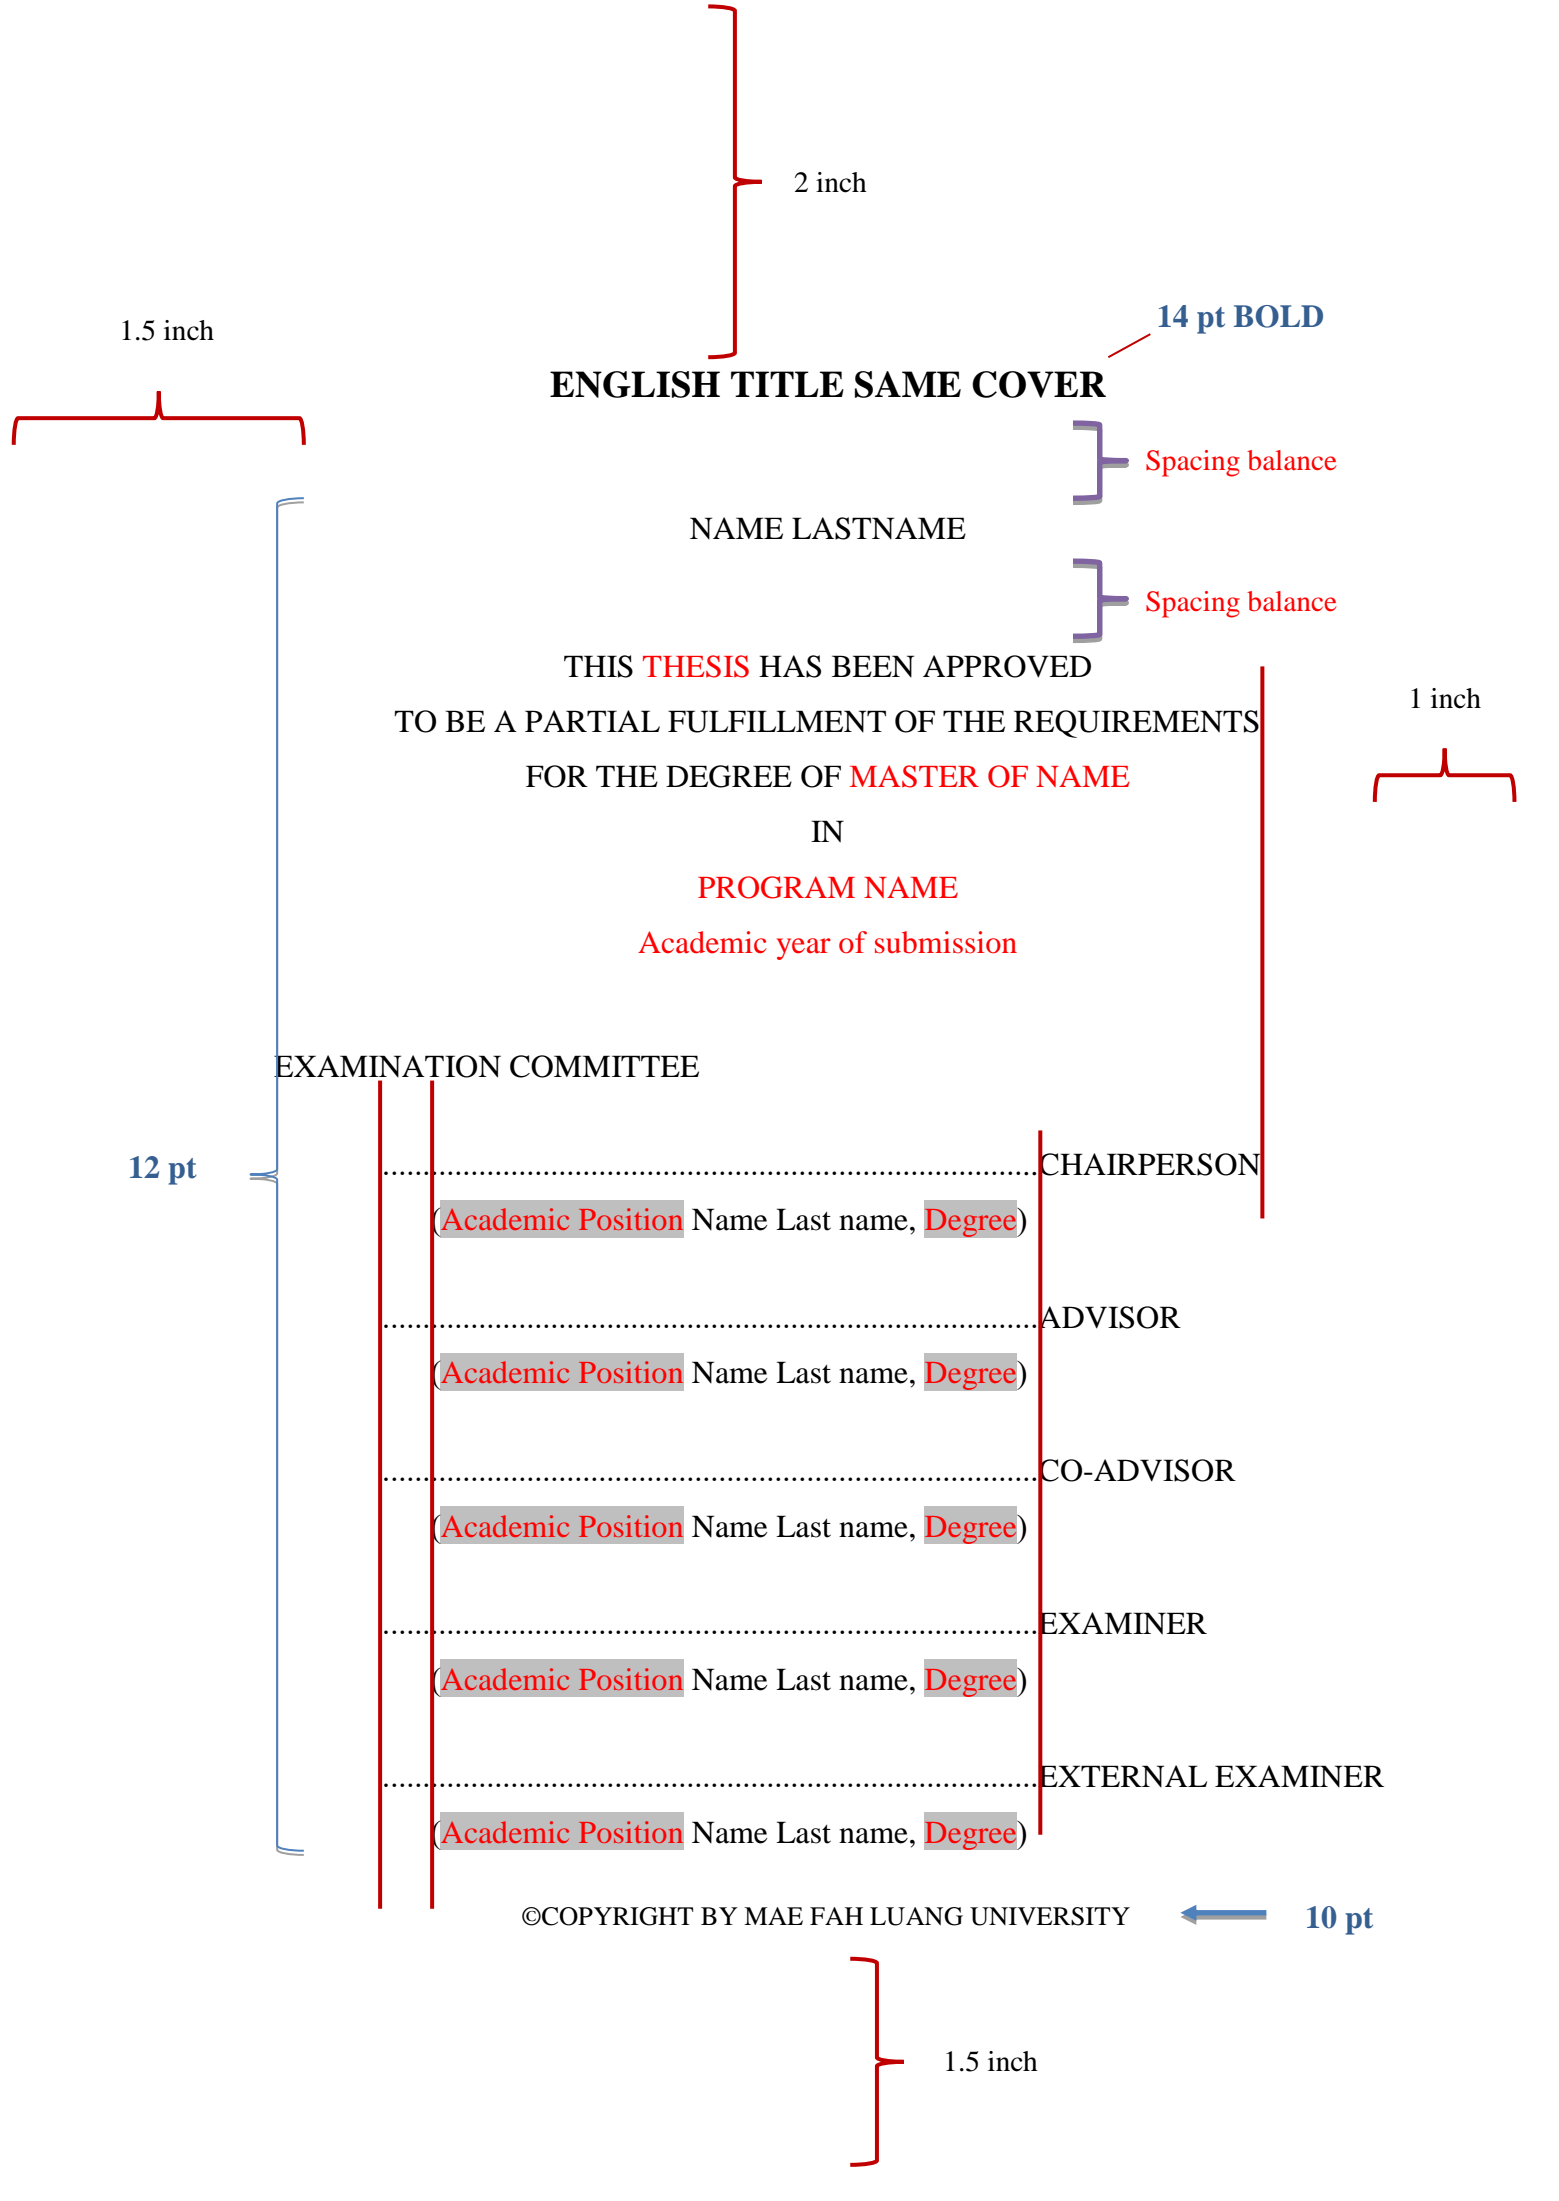 2 inch
14 pt BOLD
1.5 inch
ENGLISH TITLE SAME COVER
Spacing balance
NAME LASTNAME
Spacing balance
THIS THESIS HAS BEEN APPROVED
1 inch
TO BE A PARTIAL FULFILLMENT OF THE REQUIREMENTS
FOR THE DEGREE OF MASTER OF NAME
IN
PROGRAM NAME
Academic year of submission
EXAMINATION COMMITTEE
12 pt
..................................................................................CHAIRPERSON
(Academic Position Name Last name, Degree)
..................................................................................ADVISOR
(Academic Position Name Last name, Degree)
..................................................................................CO-ADVISOR
(Academic Position Name Last name, Degree)
..................................................................................EXAMINER
(Academic Position Name Last name, Degree)
..................................................................................EXTERNAL EXAMINER
(Academic Position Name Last name, Degree)
©COPYRIGHT BY MAE FAH LUANG UNIVERSITY
10 pt
1.5 inch